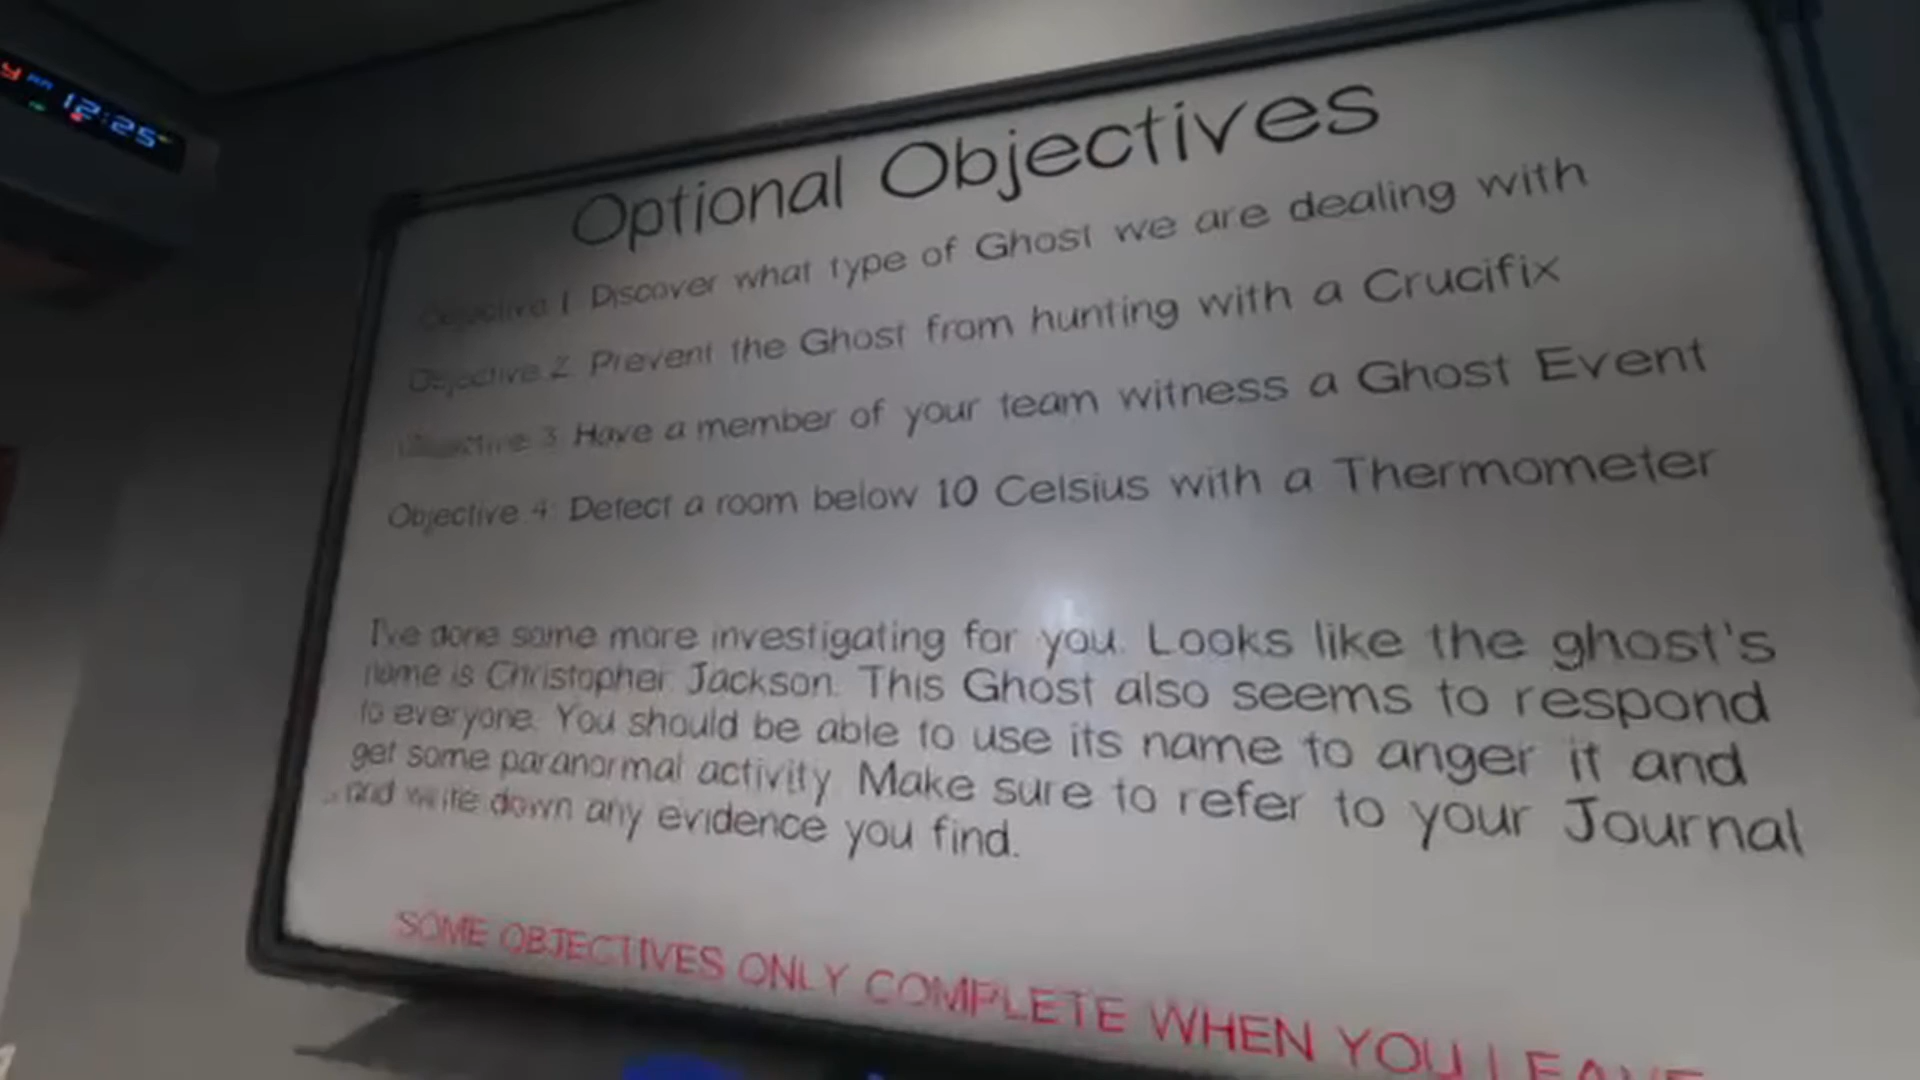 12:25
Optional Objectives
Objective 1: Discover what type of Ghost we are dealing with
Objective 2: Prevent the Ghost from hunting with a Crucifix
Objective 3: Have a member of your team witness a Ghost Event
Objective 4: Detect a room below 10 Celsius with a Thermometer
I've done some more investigating for you. Looks like the ghost's
name is Christopher Jackson. This Ghost also seems to respond
to everyone. You should be able to use its name to anger it and
get some paranormal activity. Make sure to refer to your Journal
and write down any evidence you find.
SOME OBJECTIVES ONLY COMPLETE WHEN YOU LEAVE